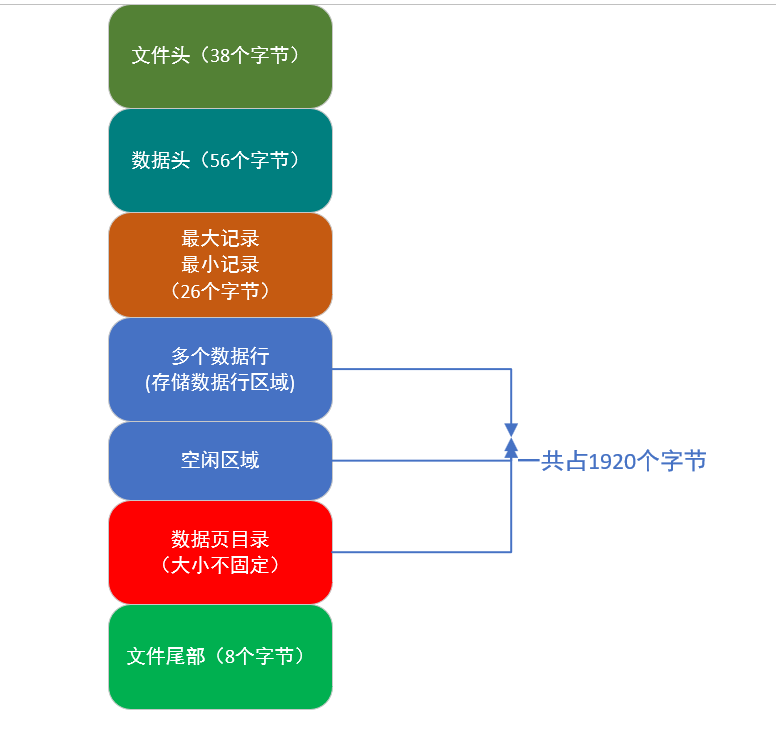 文件头（38个字节）
数据头（56个字节）
最大记录
最小记录
（26个字节）
多个数据行
(存储数据行区域)
空闲区域
共占1920个字节
数据页目录
（大小不固定）
文件尾部（8个字节）